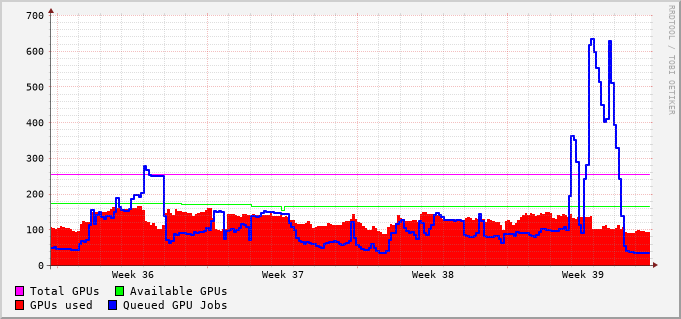 700
600
500
400
300
200
100
0
Week 36 Week 37 Week 38 Week 39
Total GPUs Available GPUs
GPUs used Queued GPU Jobs
RRDTOOL / TOBI OETIKER